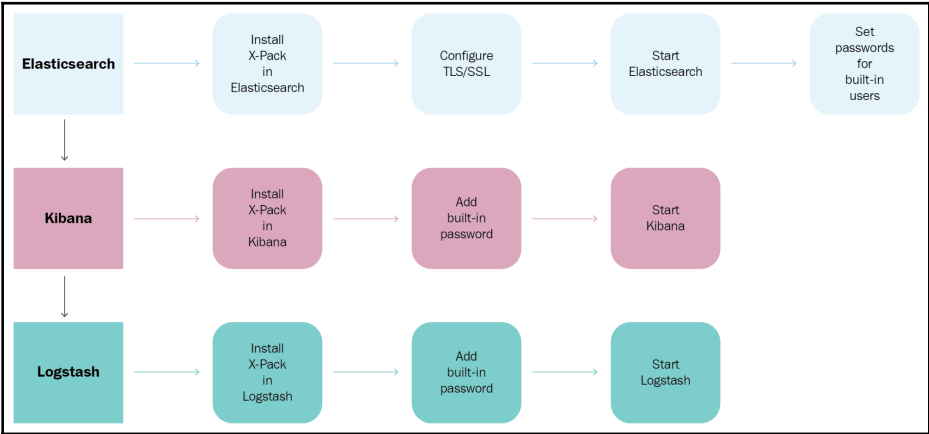 Elasticsearch
Install
X-Pack
in
Elasticsearch
Configure
TLS/SSL
Start
Elasticsearch
Set
passwords
for
built-in
users
Kibana
Install
X-Pack
in
Kibana
Add
built-in
password
Start
Kibana
Logstash
Install
X-Pack
in
Logstash
Add
built-in
password
Start
Logstash